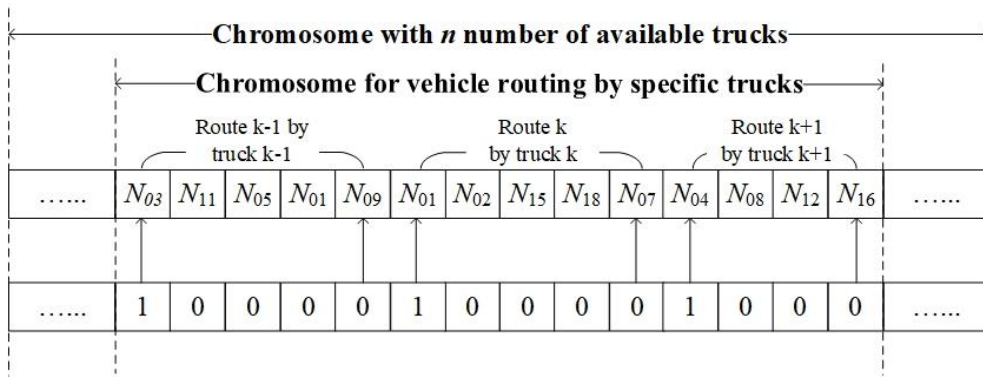 Chromosome with n number of available trucks
Chromosome for vehicle routing by specific trucks
Route k-1 by
truck k-1
Route k
by truck k
Route k+1
by truck k+1
…... N03 N11 N05 N01 N09 N01 N02 N15 N18 N07 N04 N08 N12 N16 …...
…... 1 0 0 0 0 1 0 0 0 0 1 0 0 0 …...